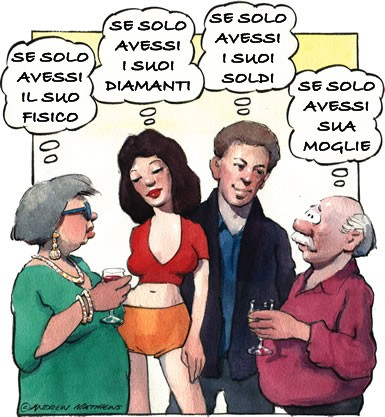 SE SOLO
AVESSI
IL SUO
FISICO
SE SOLO
AVESSI
I SUOI
DIAMANTI
SE SOLO
AVESSI
I SUOI
SOLDI
SE SOLO
AVESSI
SUA
MOGLIE
©ANDREW MATTHEWS